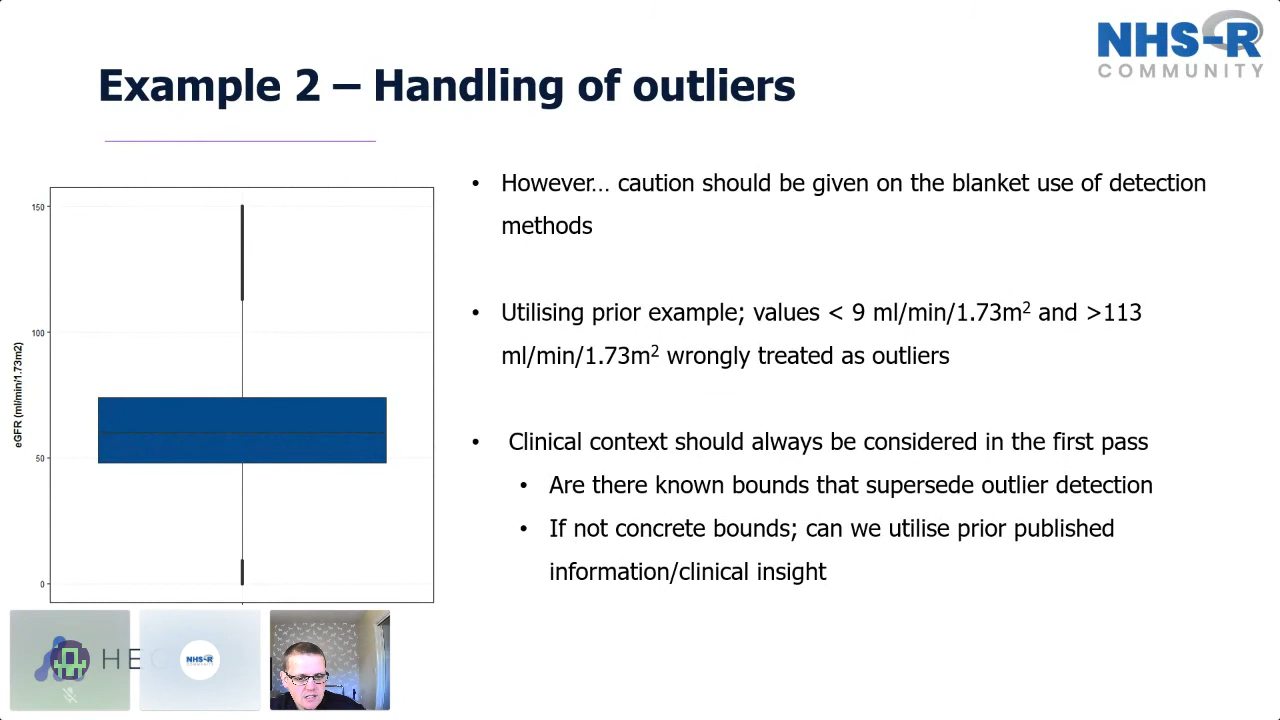 NHS-R
COMMUNITY
Example 2 – Handling of outliers
• However… caution should be given on the blanket use of detection
methods
• Utilising prior example; values < 9 ml/min/1.73m² and >113
ml/min/1.73m² wrongly treated as outliers
• Clinical context should always be considered in the first pass
• Are there known bounds that supersede outlier detection
• If not concrete bounds; can we utilise prior published
information/clinical insight
eGFR (ml/min/1.73m2)
150
100
50
0
HEC
NHS-R
COMMUNITY